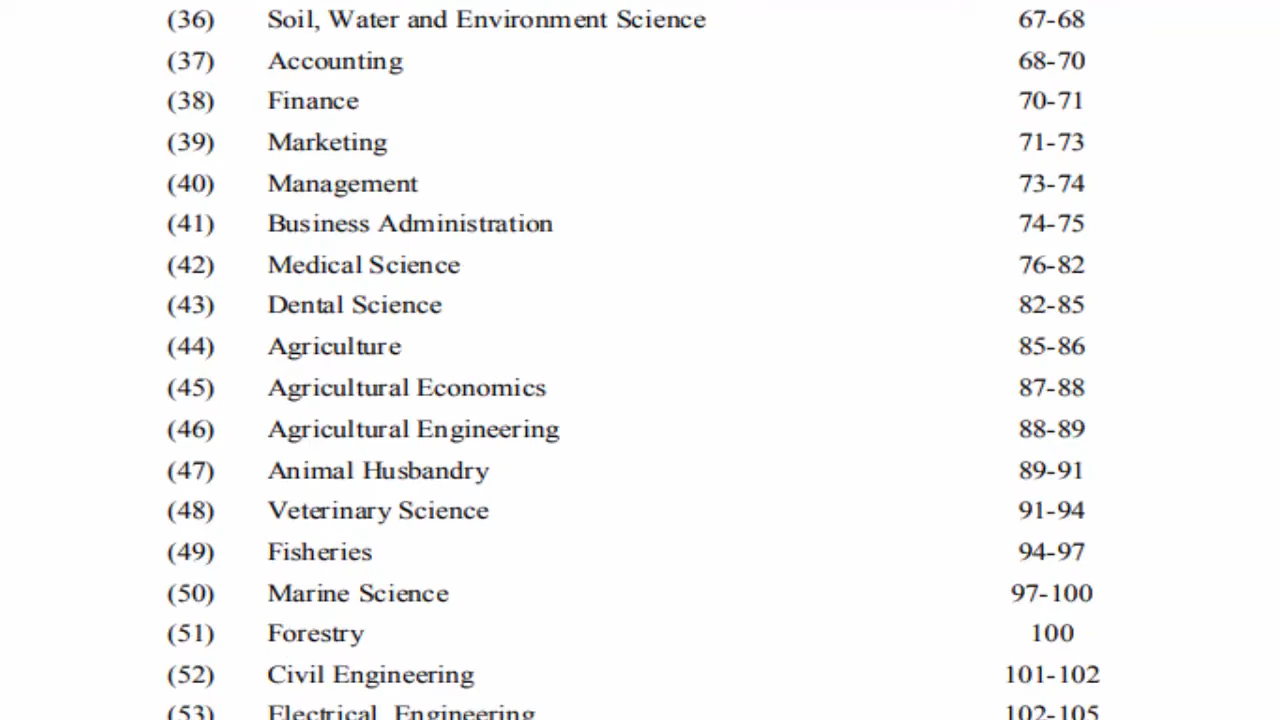 (36) Soil, Water and Environment Science 67-68
(37) Accounting 68-70
(38) Finance 70-71
(39) Marketing 71-73
(40) Management 73-74
(41) Business Administration 74-75
(42) Medical Science 76-82
(43) Dental Science 82-85
(44) Agriculture 85-86
(45) Agricultural Economics 87-88
(46) Agricultural Engineering 88-89
(47) Animal Husbandry 89-91
(48) Veterinary Science 91-94
(49) Fisheries 94-97
(50) Marine Science 97-100
(51) Forestry 100
(52) Civil Engineering 101-102
(53) Electrical Engineering 102-105